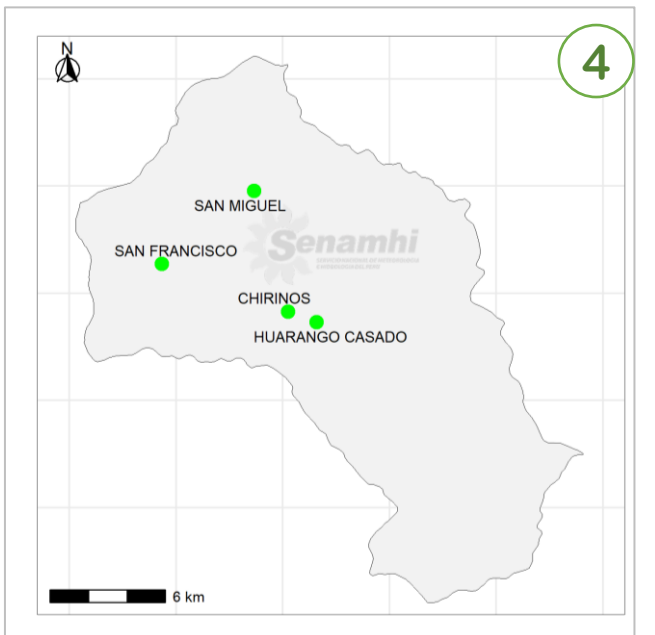 N
4
SAN MIGUEL
Senamhi
SAN FRANCISCO
CHIRINOS
HUARANGO CASADO
6 km